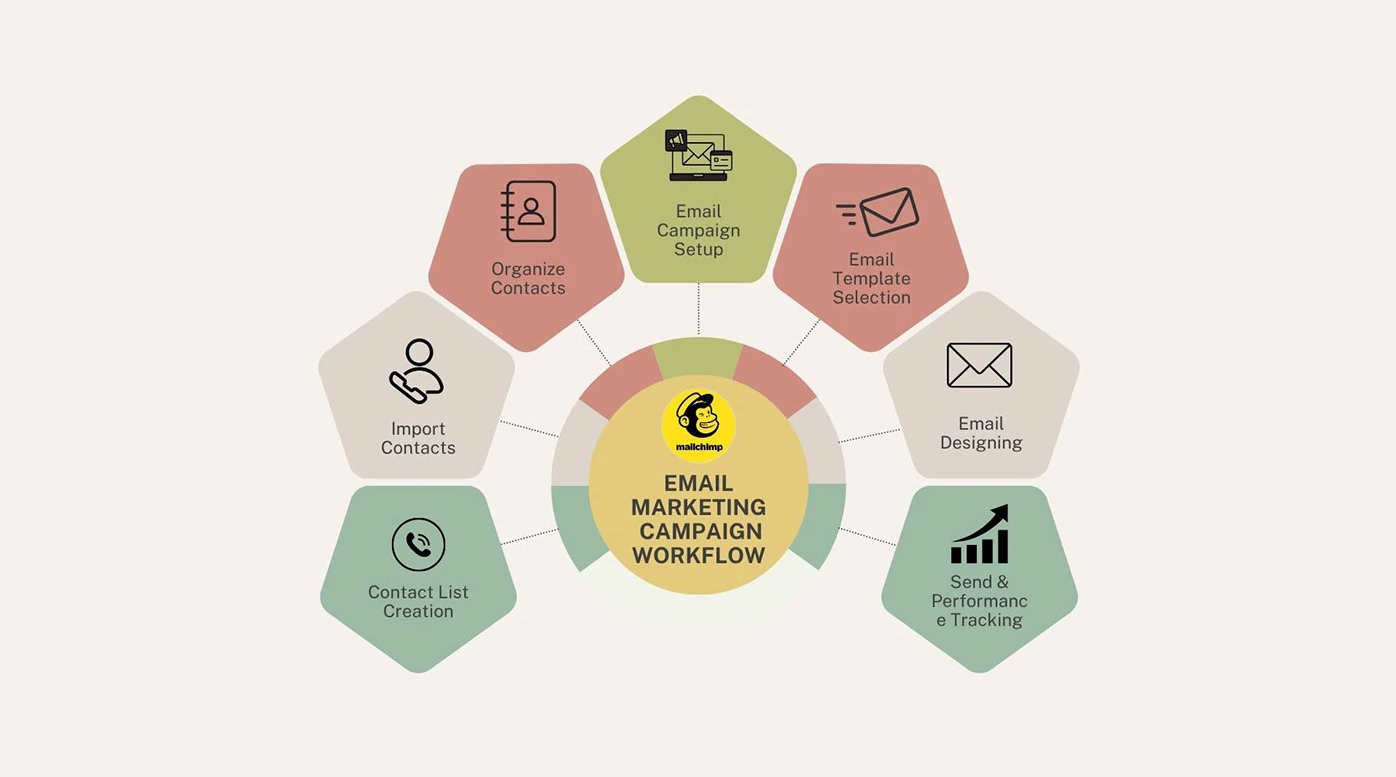 Email
Campaign
Setup
Organize
Contacts
Email
Template
Selection
Import
Contacts
Email
Designing
mailchimp
EMAIL
MARKETING
CAMPAIGN
WORKFLOW
Contact List
Creation
Send &
Performanc
e Tracking